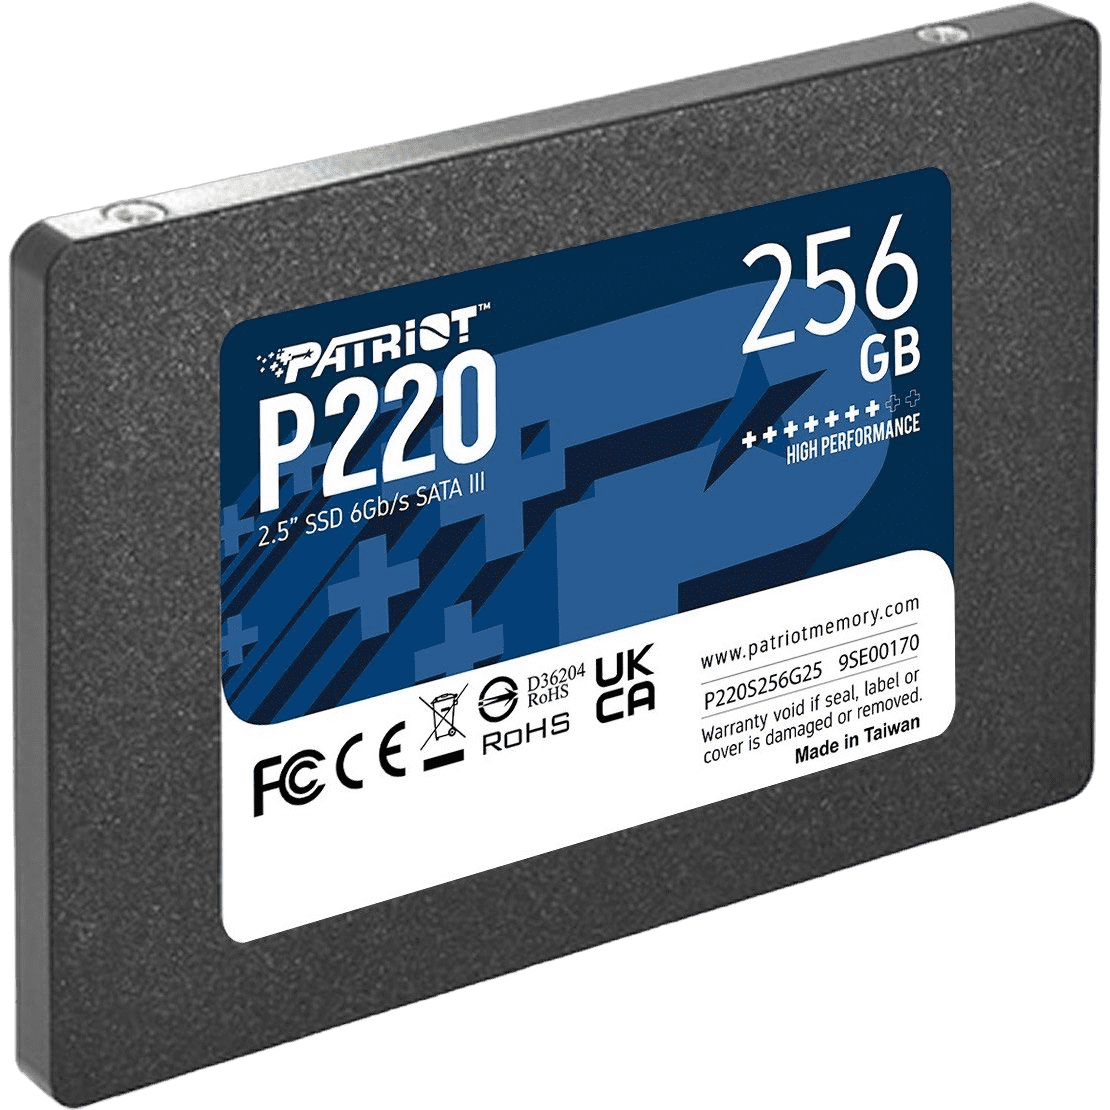 PATRIOT™
P220
2.5” SSD 6Gb/s SATA III
256
GB
HIGH PERFORMANCE
FC CE
D36204
RoHS
RoHS
UK
CA
www.patriotmemory.com
P220S256G25 9SE00170
Warranty void if seal, label or
cover is damaged or removed.
Made in Taiwan